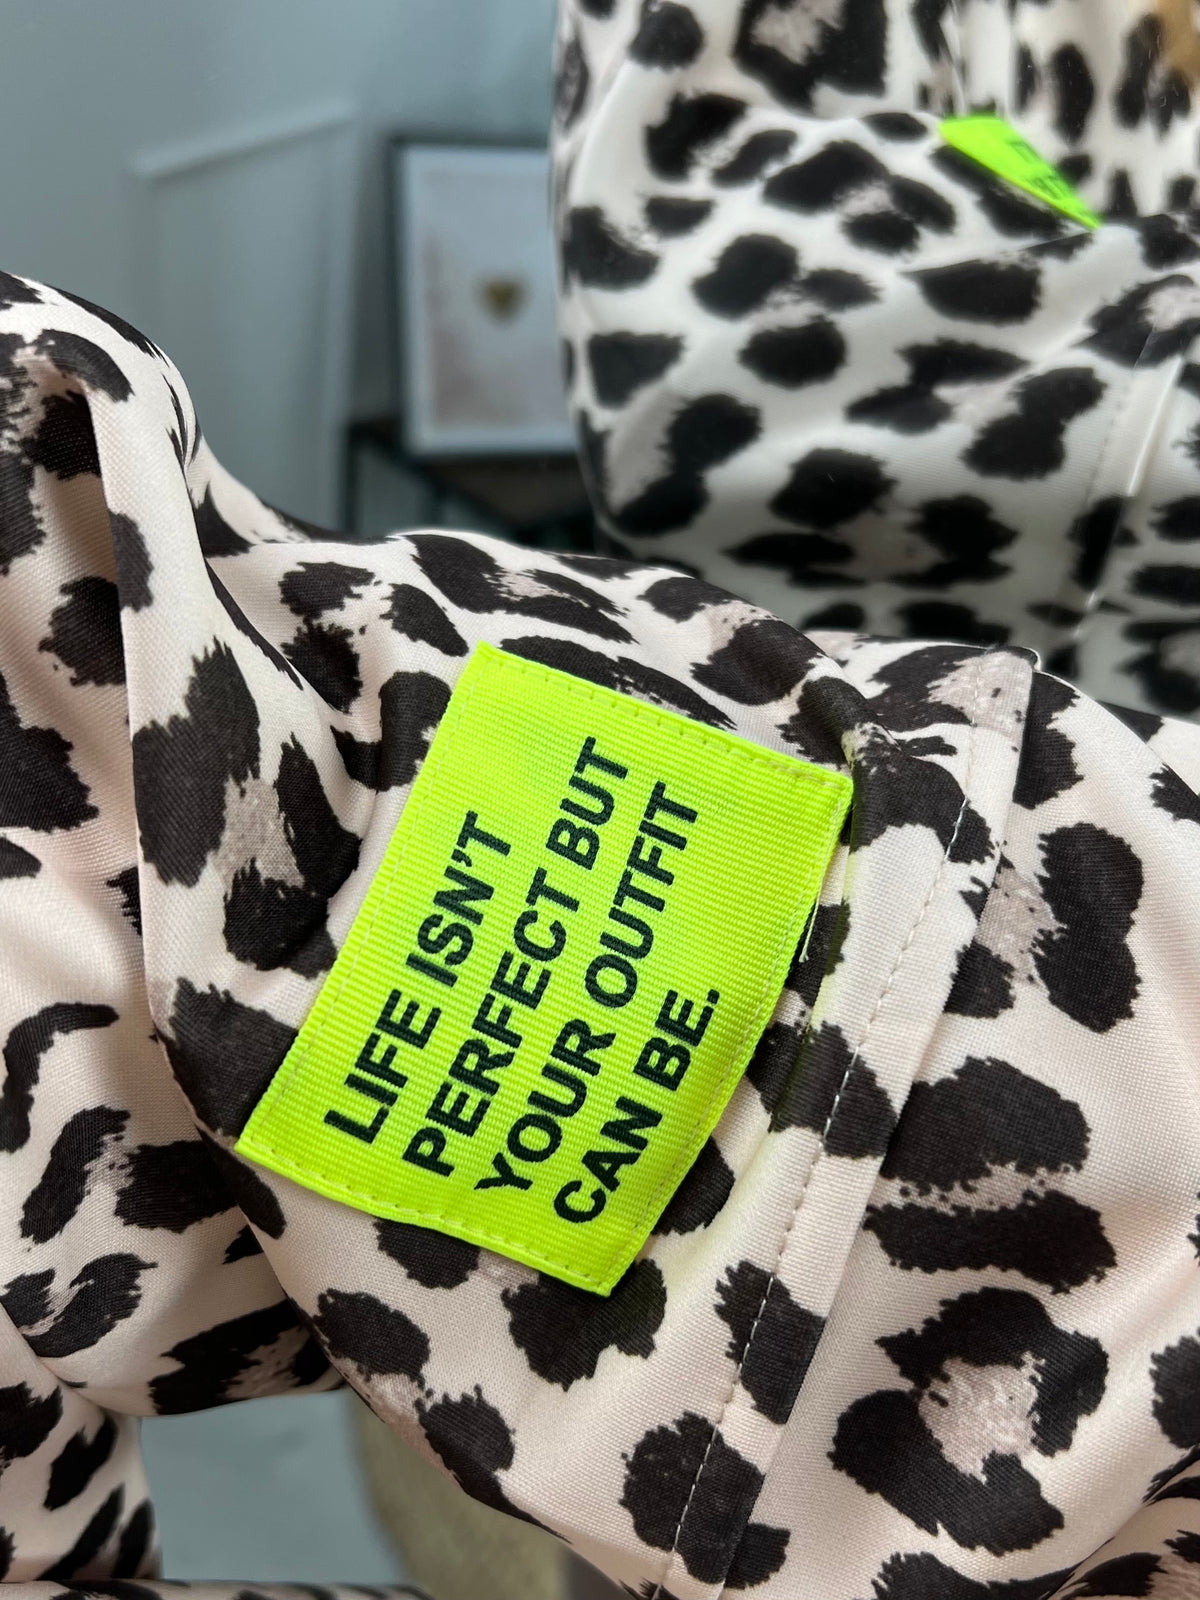 LIFE ISN'T
PERFECT BUT
YOUR OUTFIT
CAN BE.